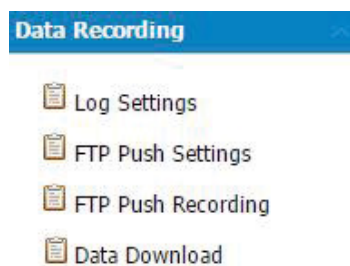 Data Recording
Log Settings
FTP Push Settings
FTP Push Recording
Data Download